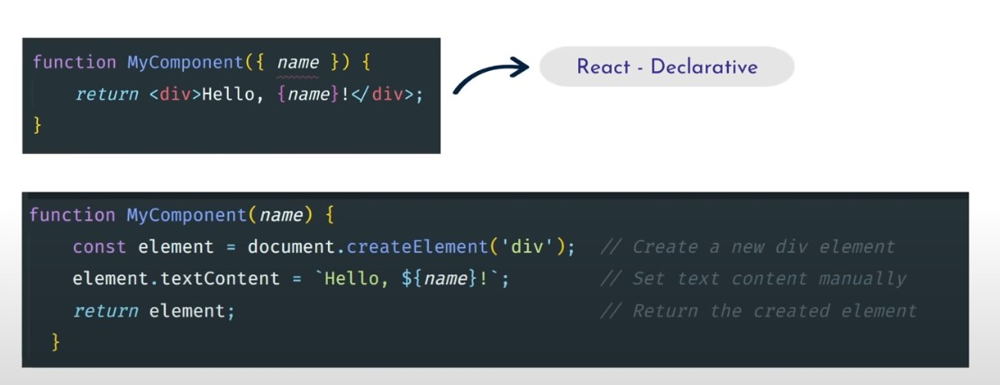 function MyComponent({ name }) {
    return <div>Hello, {name}!</div>;
}
React - Declarative
function MyComponent(name) {
    const element = document.createElement('div');  // Create a new div element
    element.textContent = `Hello, ${name}!`;        // Set text content manually
    return element;                                 // Return the created element
  }